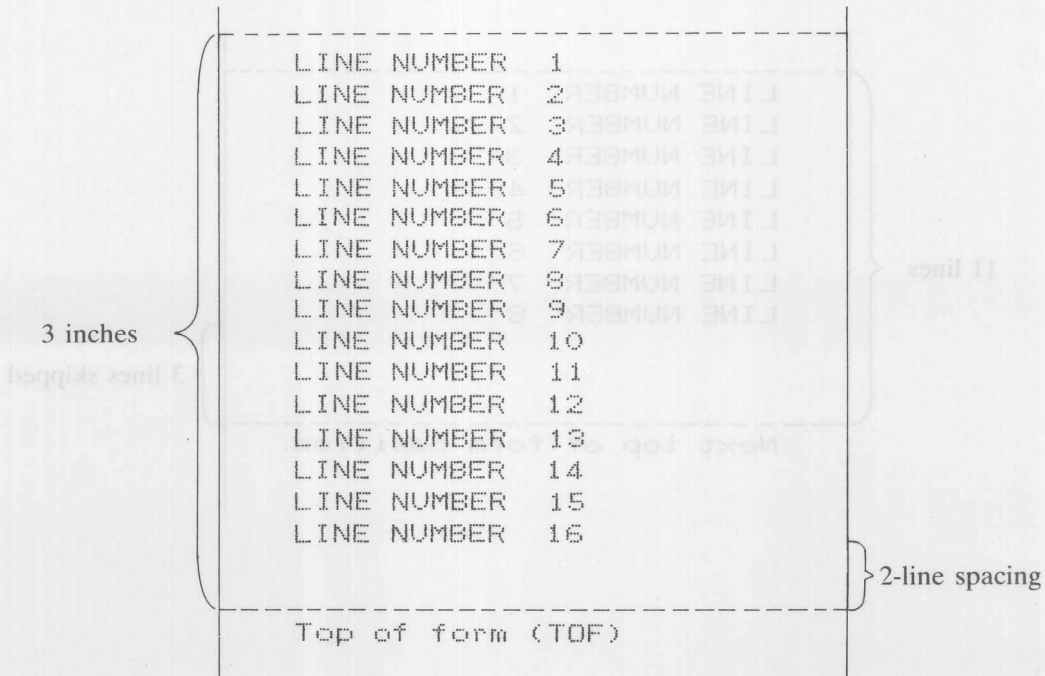 LINE NUMBER 1
LINE NUMBER 2
LINE NUMBER 3
LINE NUMBER 4
LINE NUMBER 5
LINE NUMBER 6
LINE NUMBER 7
LINE NUMBER 8
LINE NUMBER 9
3 inches
LINE NUMBER 10
LINE NUMBER 11
LINE NUMBER 12
LINE NUMBER 13
LINE NUMBER 14
LINE NUMBER 15
LINE NUMBER 16
2-line spacing
Top of form (TOF)